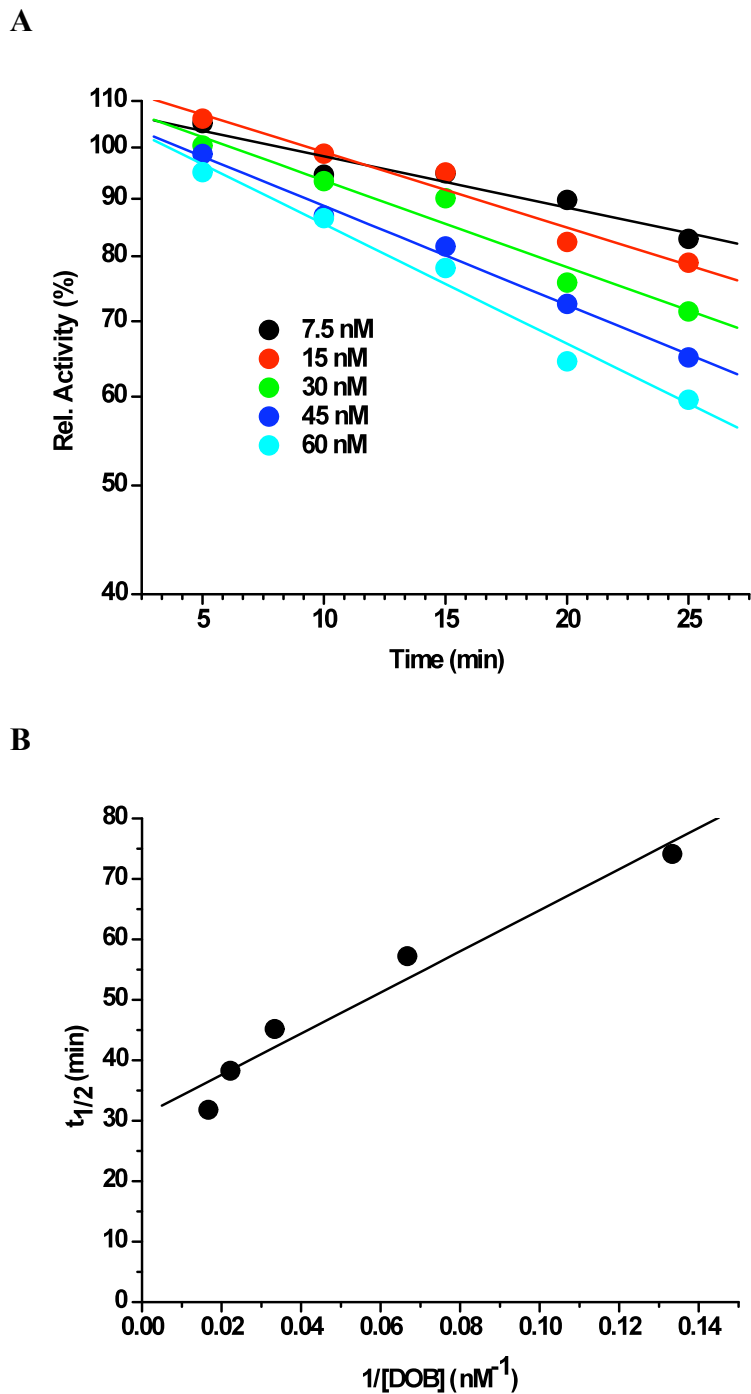 A
110
100
90
80
70
60
50
40
Rel. Activity (%)
7.5 nM
15 nM
30 nM
45 nM
60 nM
5 10 15 20 25
Time (min)
B
80
70
60
50
40
30
20
10
0
t1/2 (min)
0.00 0.02 0.04 0.06 0.08 0.10 0.12 0.14
1/[DOB] (nM-1)